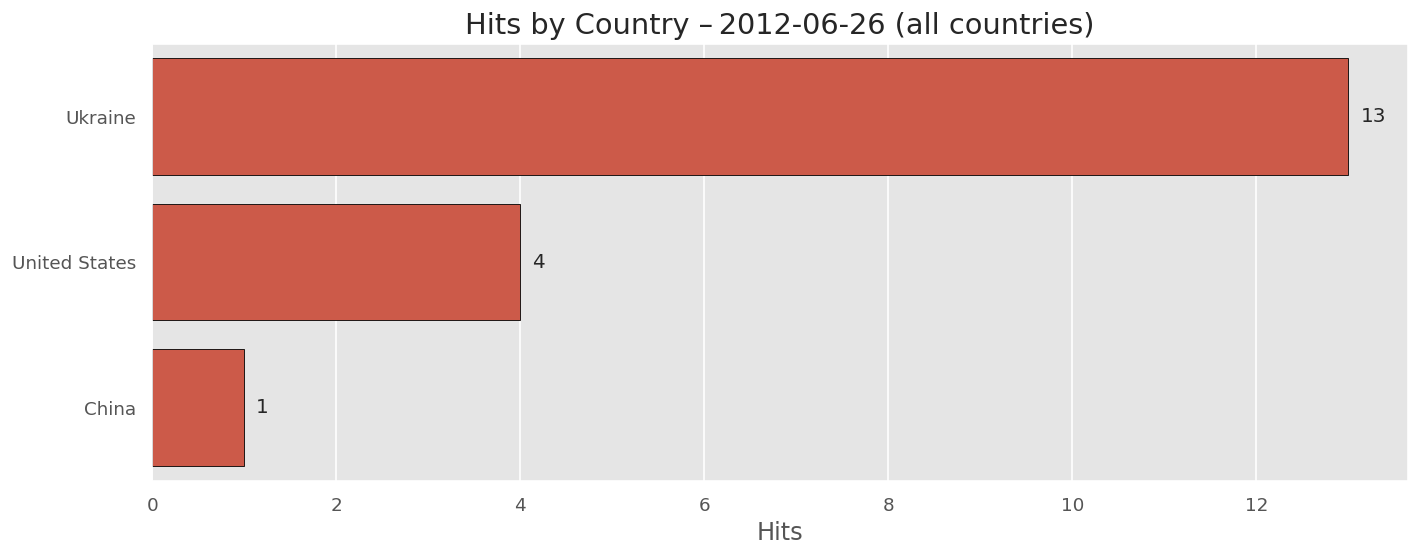 Hits by Country – 2012-06-26 (all countries)
Ukraine
13
United States
4
China
1
0 2 4 6 8 10 12
Hits